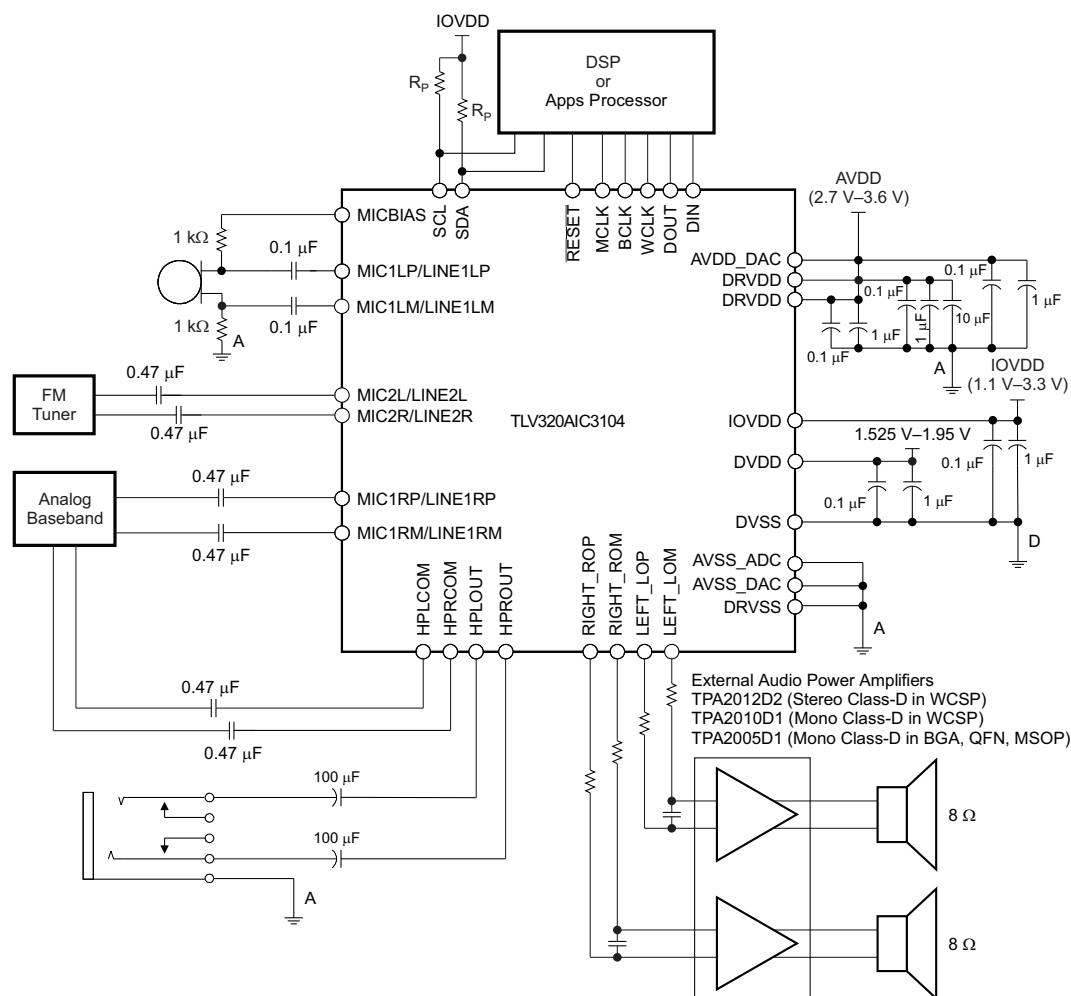 IOVDD
DSP
or
Apps Processor
RP
RP
SCL
SDA
RESET
MCLK
BCLK
WCLK
DOUT
DIN
AVDD
(2.7 V–3.6 V)
MICBIAS
1 kΩ
0.1 µF
MIC1LP/LINE1LP
MIC1LM/LINE1LM
1 kΩ
A
0.1 µF
AVDD_DAC
DRVDD
DRVDD
0.1 µF
1 µF
0.1 µF
1 µF
10 µF
0.1 µF
1 µF
A
FM
Tuner
0.47 µF
0.47 µF
MIC2L/LINE2L
MIC2R/LINE2R
TLV320AIC3104
IOVDD
(1.1 V–3.3 V)
IOVDD
1.525 V–1.95 V
DVDD
0.1 µF
1 µF
0.1 µF
1 µF
DVSS
D
Analog
Baseband
0.47 µF
0.47 µF
MIC1RP/LINE1RP
MIC1RM/LINE1RM
AVSS_ADC
AVSS_DAC
DRVSS
A
HPLCOM
HPRCOM
HPLOUT
HPROUT
RIGHT_ROP
RIGHT_ROM
LEFT_LOP
LEFT_LOM
0.47 µF
0.47 µF
External Audio Power Amplifiers
TPA2012D2 (Stereo Class-D in WCSP)
TPA2010D1 (Mono Class-D in WCSP)
TPA2005D1 (Mono Class-D in BGA, QFN, MSOP)
100 µF
100 µF
A
8 Ω
8 Ω